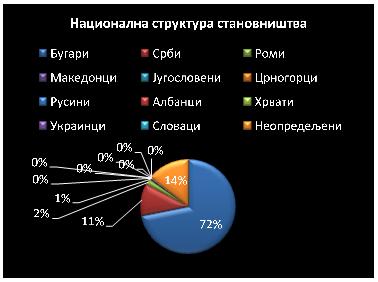 Национална структура становништва
Бугари Срби Роми
Македонци Југословени Црногорци
Русини Албанци Хрвати
Украинци Словаци Неопредељени
0% 0%
0% 0%
0% 0%
0%
14%
1%
2%
11%
72%